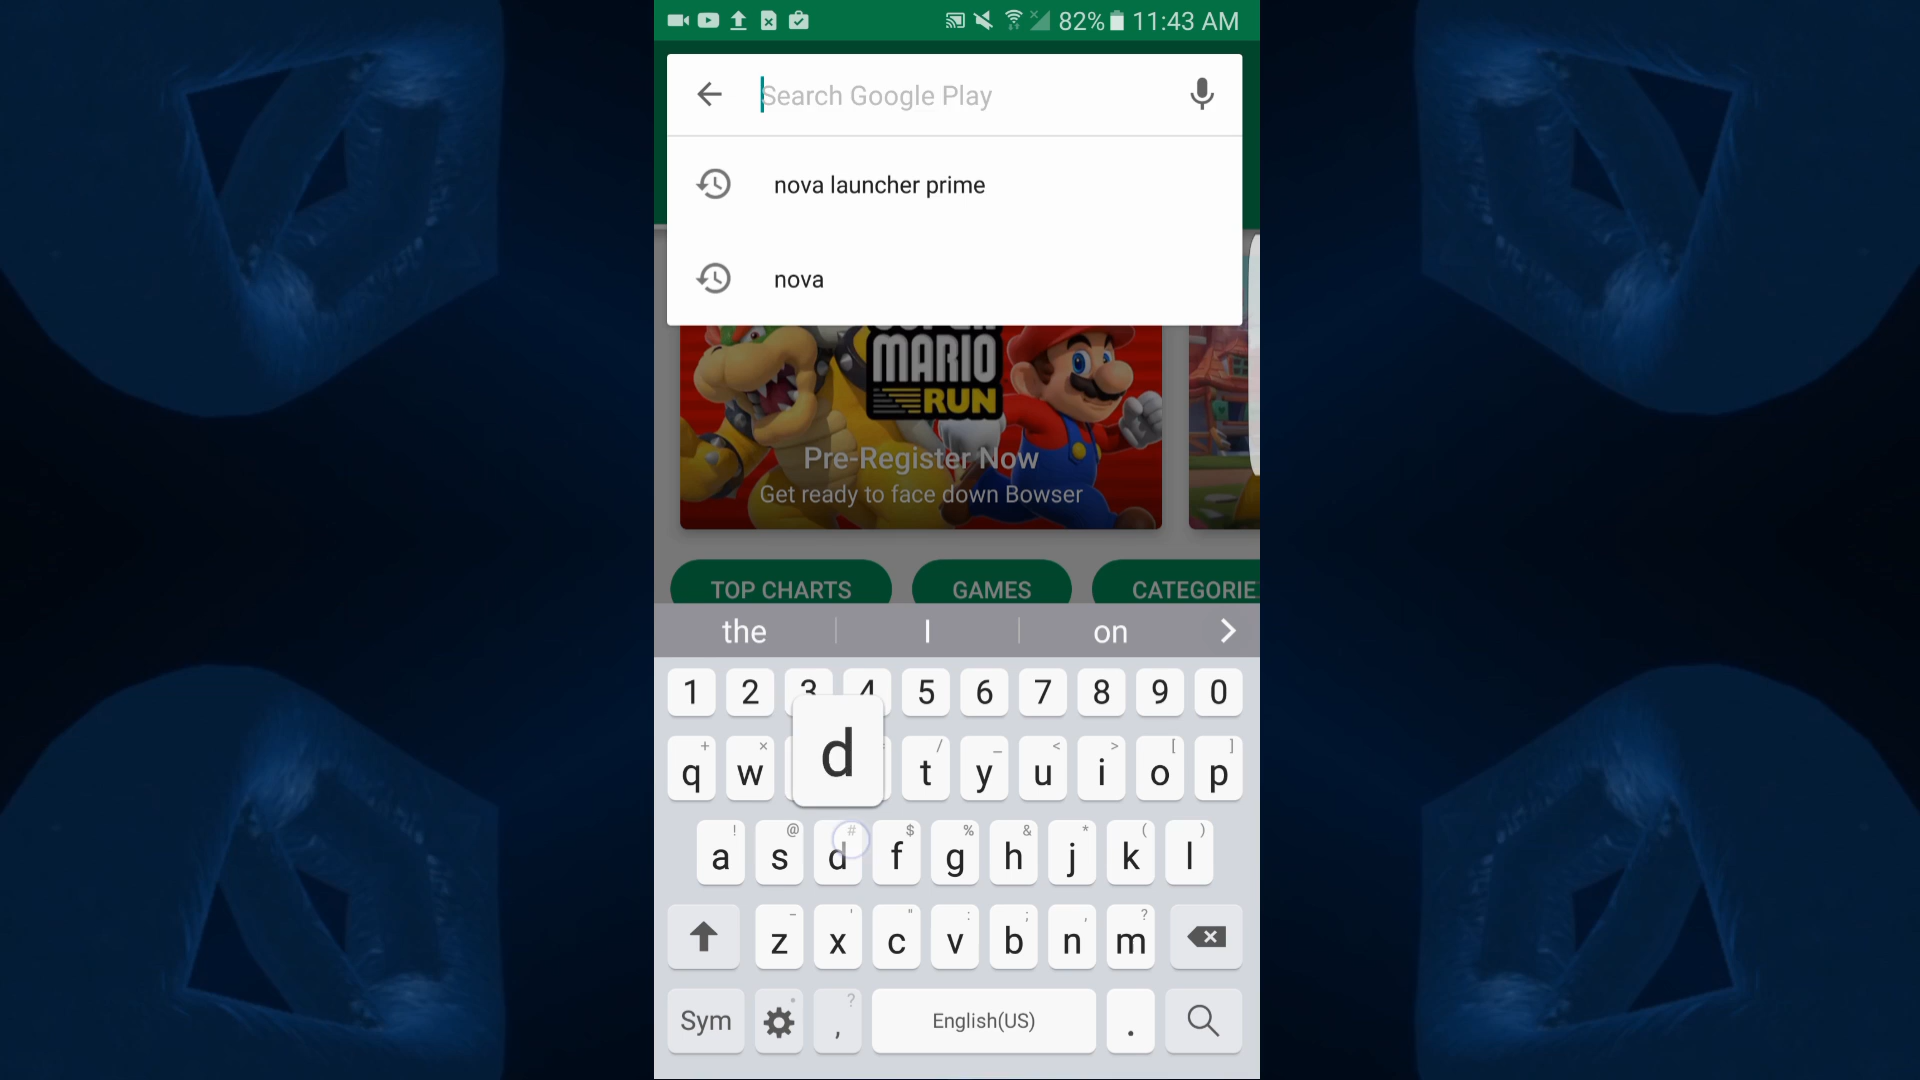 82% 11:43 AM
Search Google Play
nova launcher prime
nova
MARIO
RUN
Pre-Register Now
Get ready to face down Bowser
TOP CHARTS GAMES CATEGORIE
the I on
1 2 3 4 5 6 7 8 9 0
+ × / _ < > [ ]
q w d t y u i o p
! @ # $ % & * ( )
a s d f g h j k l
- ' " : ; , ?
z x c v b n m
Sym , ? English(US) .